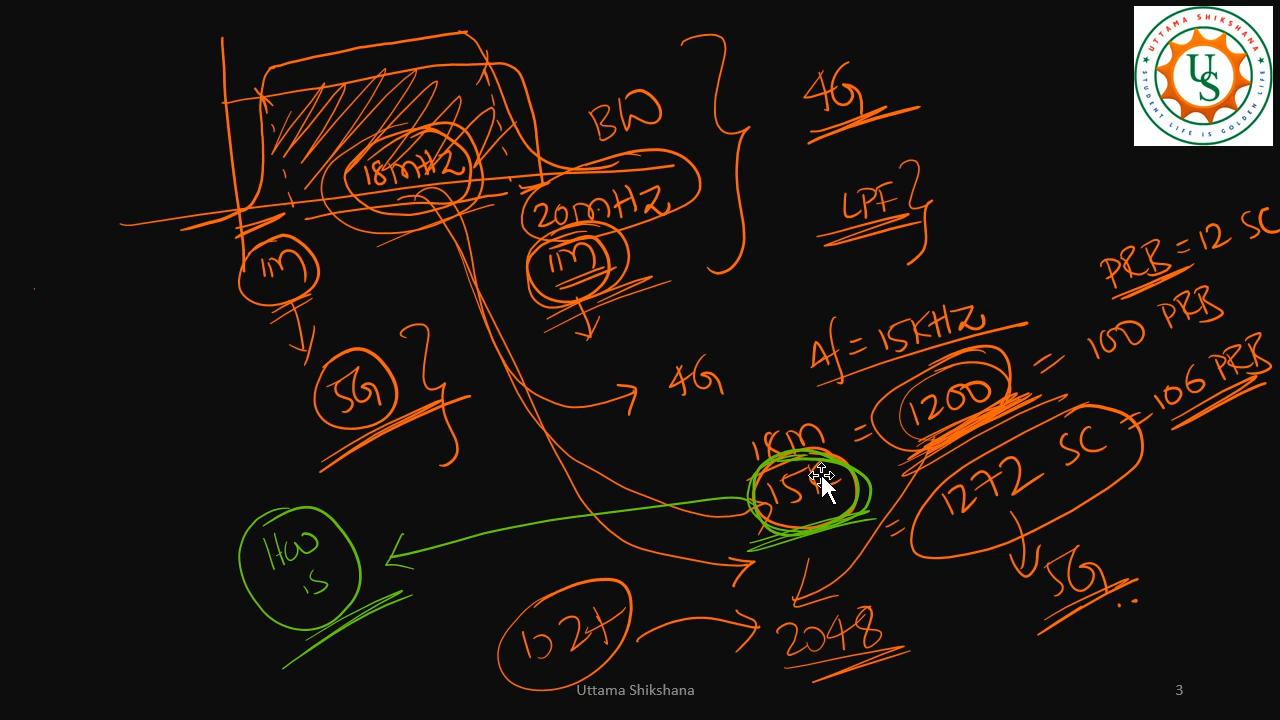 UTTAMA SHIKSHANA
US
STUDENT LIFE IS GOLDEN LIFE
4G
BW
18MHz
LPF
20MHz
1M
1M
PRB = 12 SC
Δf = 15KHz
= 100 PRB
5G
4G
1200
= 106 PRB
18M =
15K
= 1272 SC
5G
1024
2048
Uttama Shikshana
3